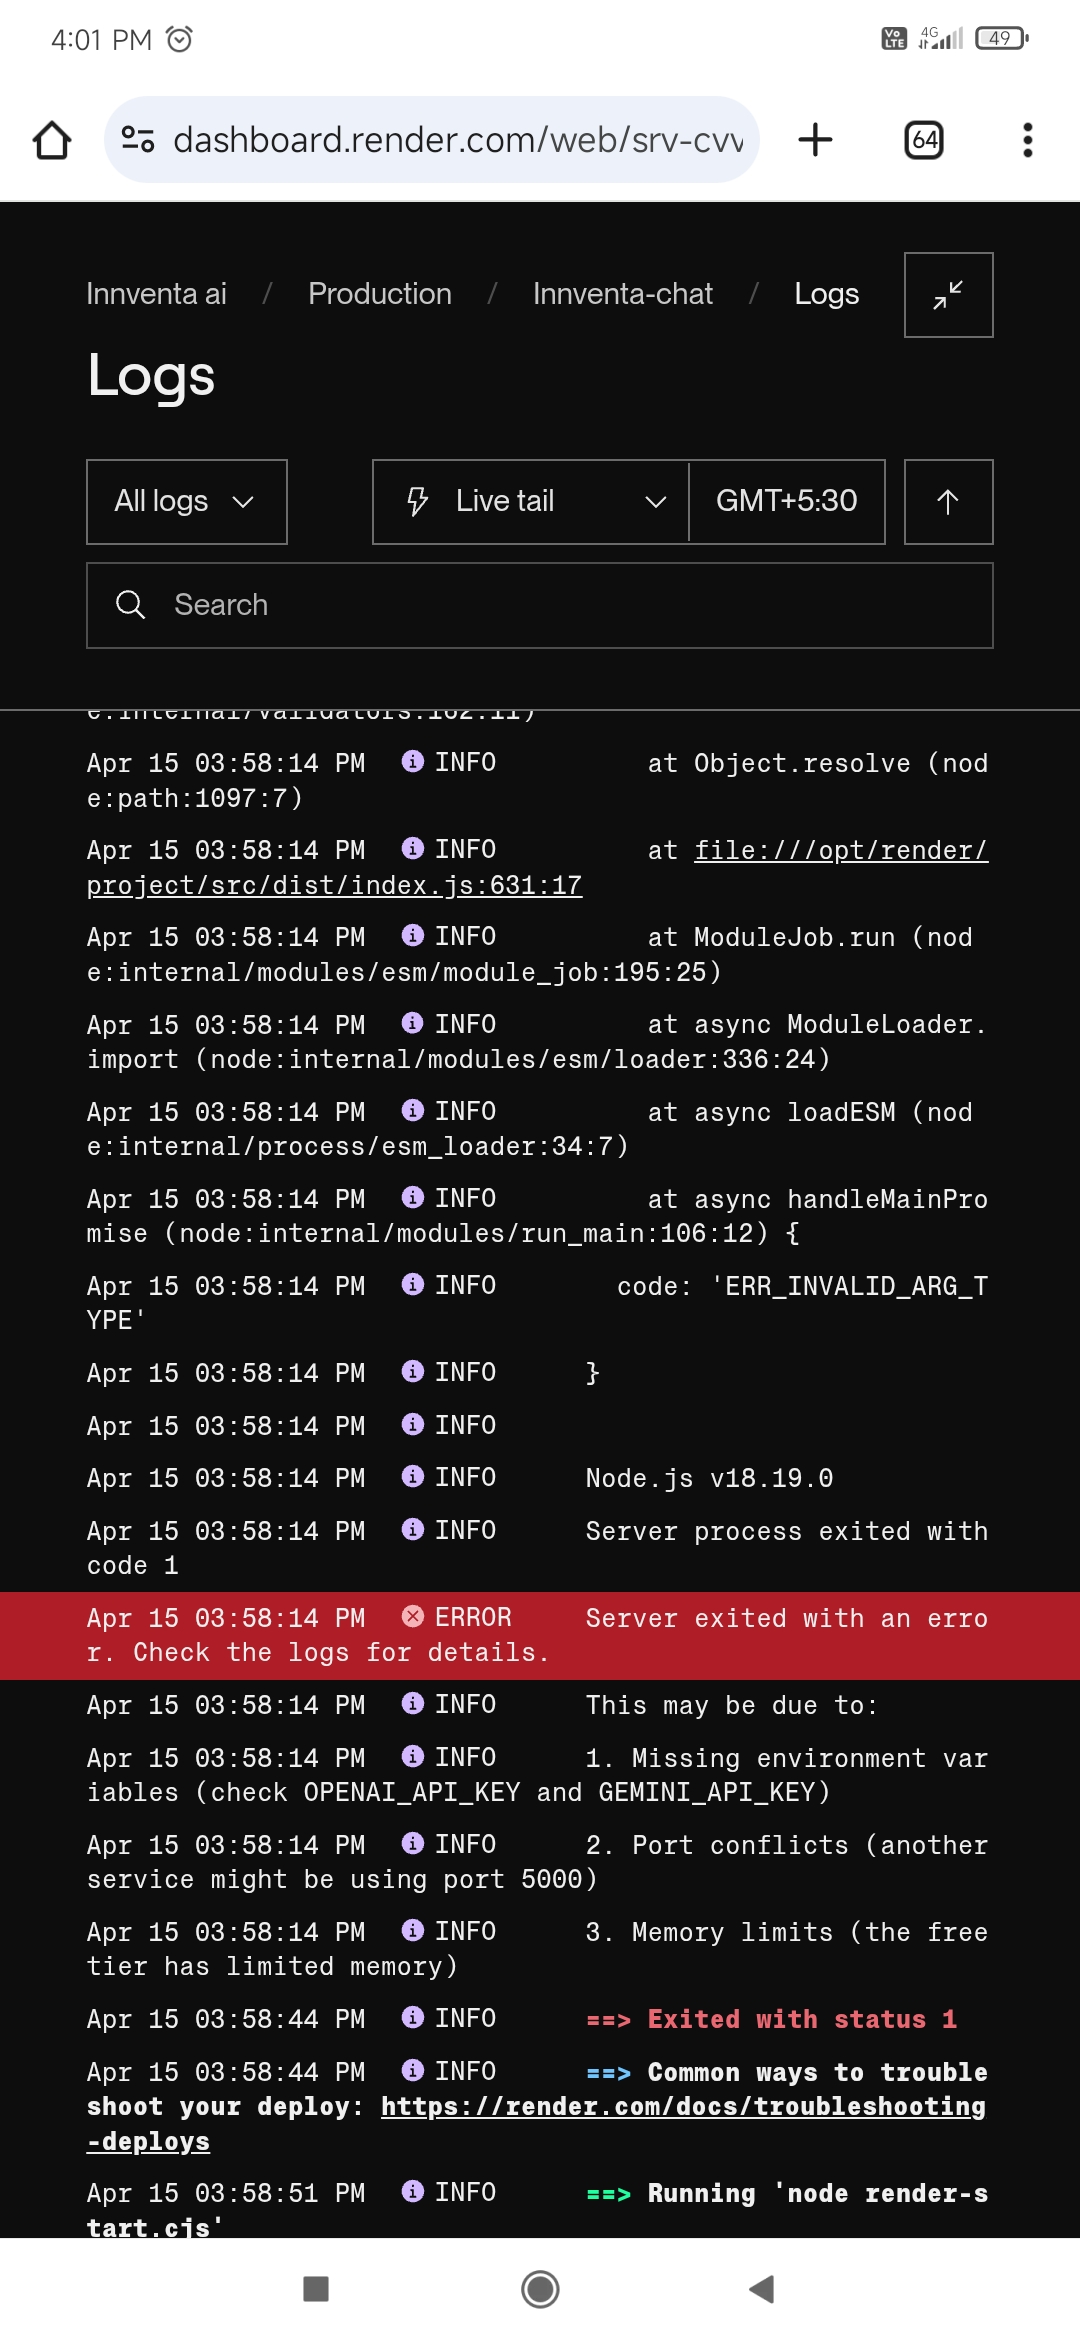 4:01 PM
Vo LTE 4G 49
dashboard.render.com/web/srv-cvv
64
Innventa ai / Production / Innventa-chat / Logs
Logs
All logs
Live tail
GMT+5:30
Search
e:internal/validators:162:11)
Apr 15 03:58:14 PM INFO at Object.resolve (nod
e:path:1097:7)
Apr 15 03:58:14 PM INFO at file:///opt/render/
project/src/dist/index.js:631:17
Apr 15 03:58:14 PM INFO at ModuleJob.run (nod
e:internal/modules/esm/module_job:195:25)
Apr 15 03:58:14 PM INFO at async ModuleLoader.
import (node:internal/modules/esm/loader:336:24)
Apr 15 03:58:14 PM INFO at async loadESM (nod
e:internal/process/esm_loader:34:7)
Apr 15 03:58:14 PM INFO at async handleMainPro
mise (node:internal/modules/run_main:106:12) {
Apr 15 03:58:14 PM INFO code: 'ERR_INVALID_ARG_T
YPE'
Apr 15 03:58:14 PM INFO }
Apr 15 03:58:14 PM INFO
Apr 15 03:58:14 PM INFO Node.js v18.19.0
Apr 15 03:58:14 PM INFO Server process exited with
code 1
Apr 15 03:58:14 PM ERROR Server exited with an erro
r. Check the logs for details.
Apr 15 03:58:14 PM INFO This may be due to:
Apr 15 03:58:14 PM INFO 1. Missing environment var
iables (check OPENAI_API_KEY and GEMINI_API_KEY)
Apr 15 03:58:14 PM INFO 2. Port conflicts (another
service might be using port 5000)
Apr 15 03:58:14 PM INFO 3. Memory limits (the free
tier has limited memory)
Apr 15 03:58:44 PM INFO ==> Exited with status 1
Apr 15 03:58:44 PM INFO ==> Common ways to trouble
shoot your deploy: https://render.com/docs/troubleshooting
-deploys
Apr 15 03:58:51 PM INFO ==> Running 'node render-s
tart.cjs'